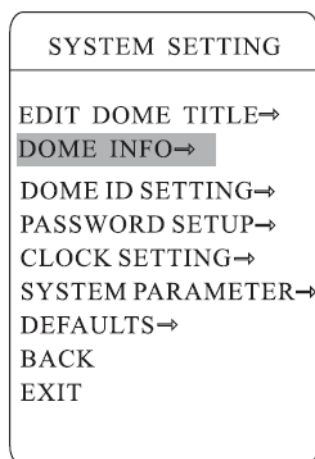 SYSTEM SETTING
EDIT DOME TITLE⇒
DOME INFO⇒
DOME ID SETTING⇒
PASSWORD SETUP⇒
CLOCK SETTING⇒
SYSTEM PARAMETER⇒
DEFAULTS⇒
BACK
EXIT